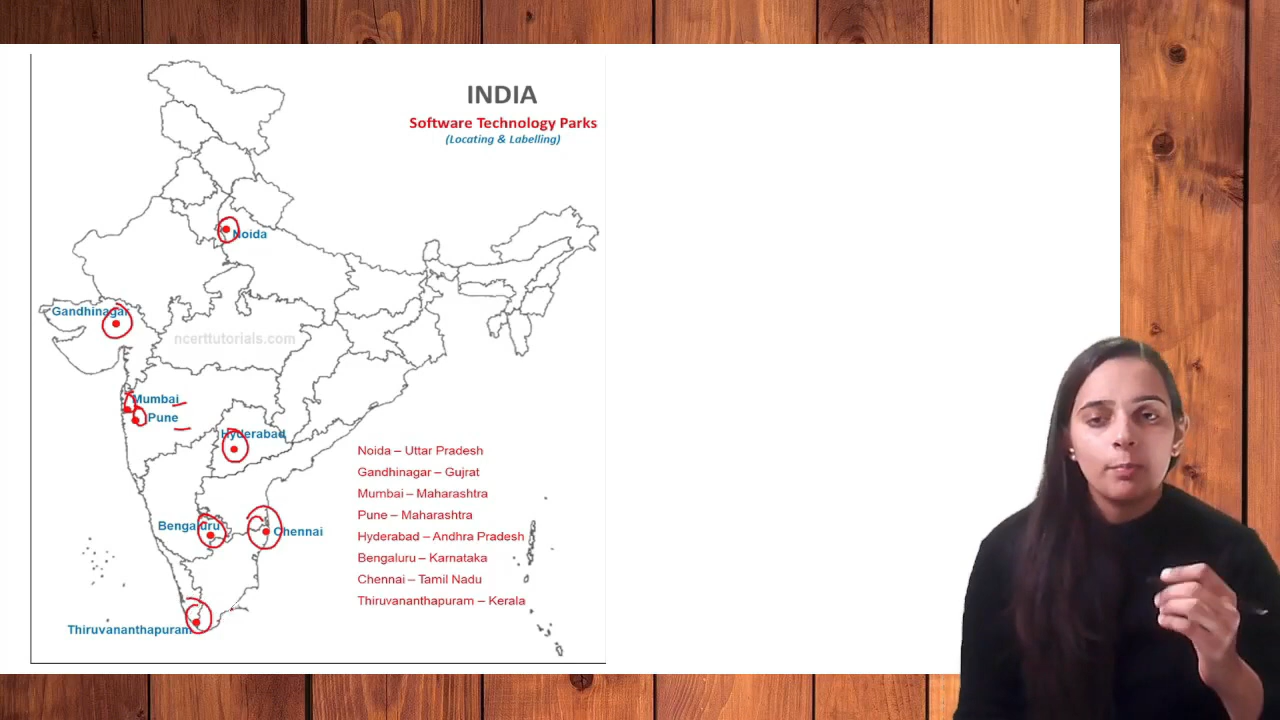 INDIA
Software Technology Parks
(Locating & Labelling)
Noida
Gandhinagar
ncerttutorials.com
Mumbai
Pune
Hyderabad
Noida – Uttar Pradesh
Gandhinagar – Gujrat
Mumbai – Maharashtra
Pune – Maharashtra
Hyderabad – Andhra Pradesh
Bengaluru
Chennai
Bengaluru – Karnataka
Chennai – Tamil Nadu
Thiruvananthapuram – Kerala
Thiruvananthapuram